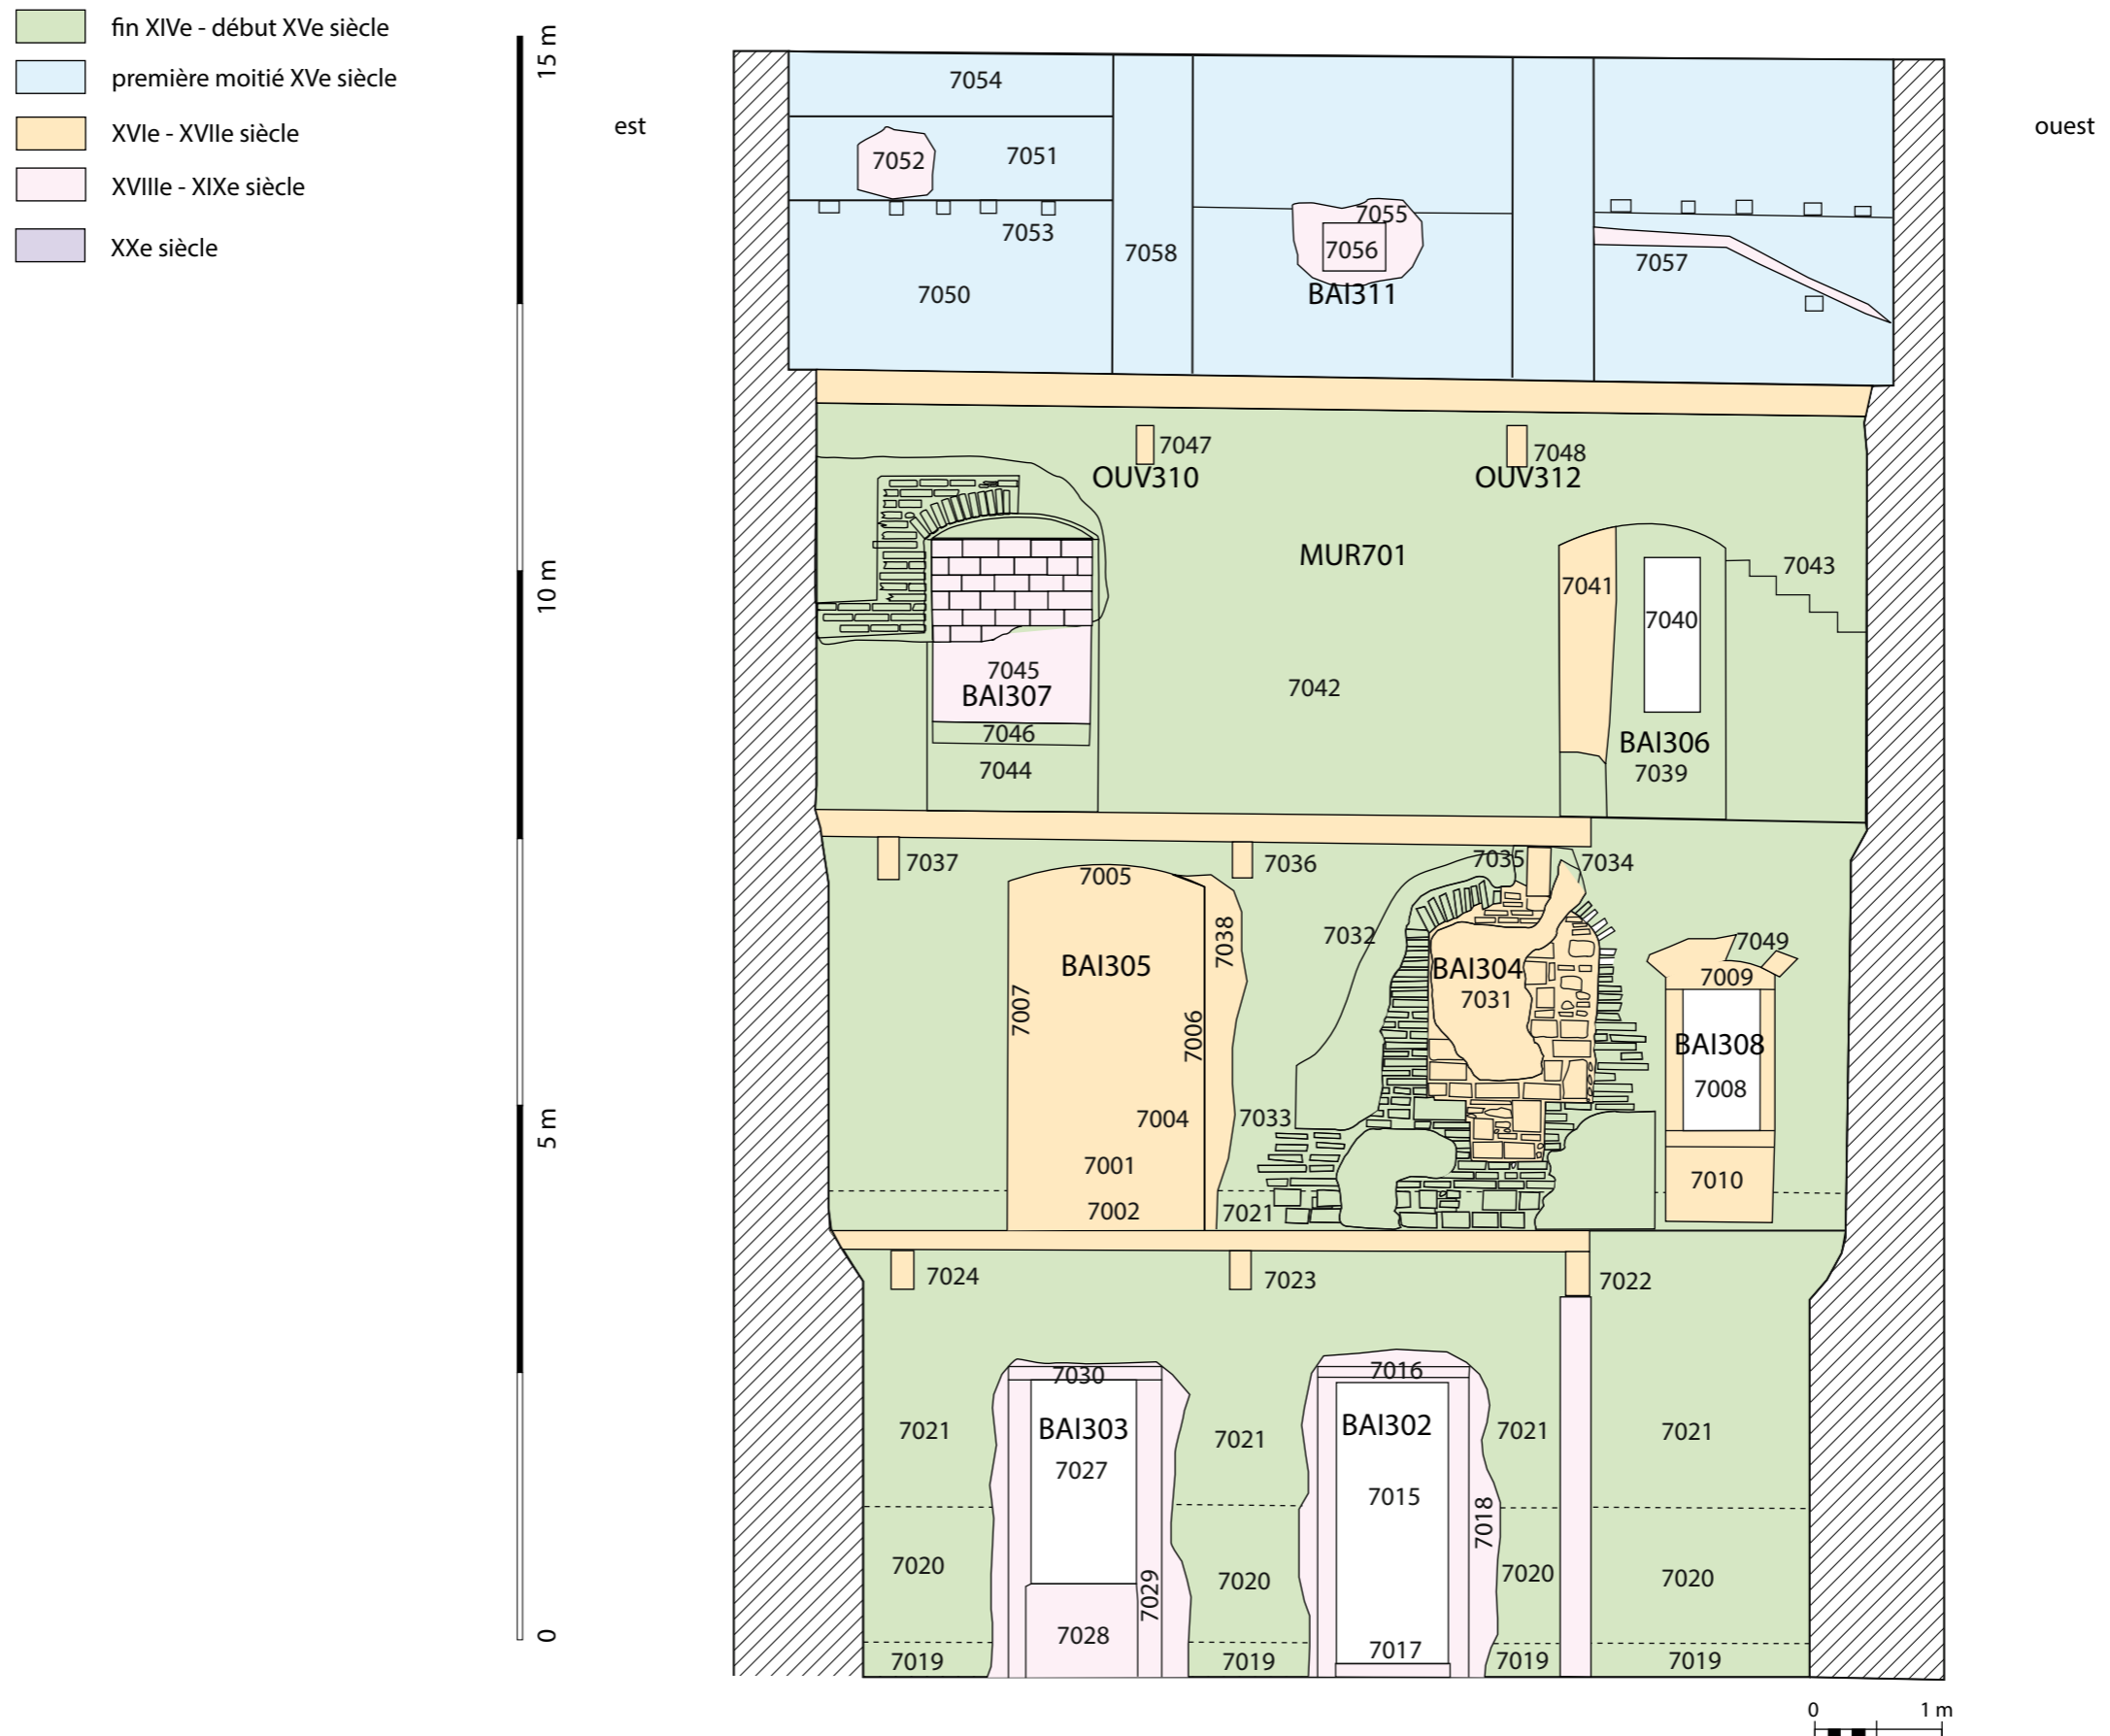 fin XIVe - début XVe siècle
première moitié XVe siècle
XVIe - XVIIe siècle
XVIIIe - XIXe siècle
XXe siècle
15 m
10 m
5 m
0
est
ouest
7054
7052
7051
7053
7050
7058
7055
7056
BAI311
7057
7047
OUV310
7048
OUV312
MUR701
7041
7040
7043
7045
BAI307
7042
7046
7044
BAI306
7039
7037
7036
7035
7034
7005
7038
7032
7049
BAI305
BAI304
7009
7007
7031
7006
BAI308
7008
7004
7033
7001
7010
7002
7021
7024
7023
7022
7030
7016
7021
BAI303
7021
BAI302
7021
7021
7027
7015
7018
7020
7029
7020
7020
7020
7028
7017
7019
7019
7019
7019
0
1 m